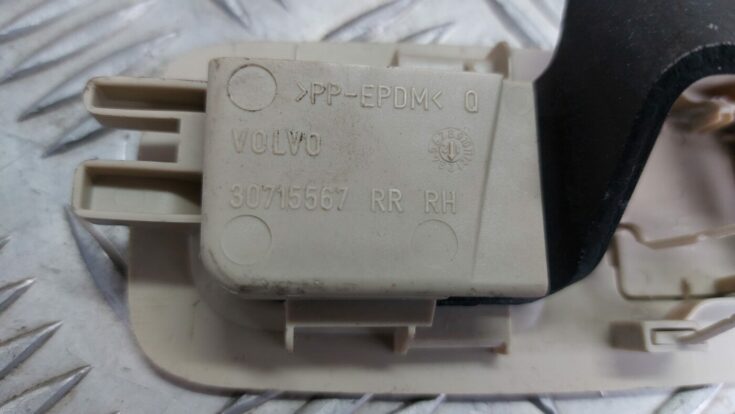 >PP-EPDM< Q
VOLVO
30715567 RR RH